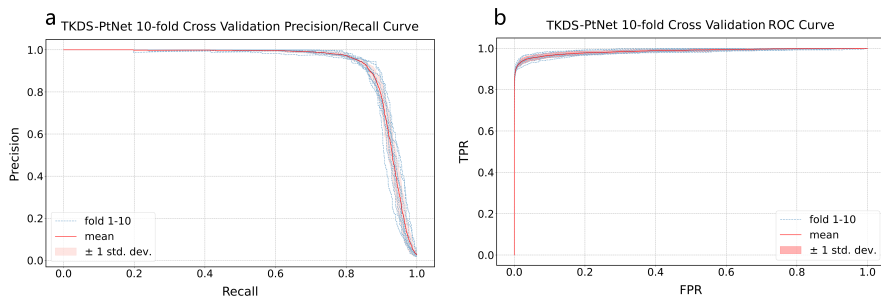 a
TKDS-PtNet 10-fold Cross Validation Precision/Recall Curve
1.0
0.8
0.6
0.4
0.2
0.0
Precision
fold 1-10
mean
± 1 std. dev.
0.0 0.2 0.4 0.6 0.8 1.0
Recall
b
TKDS-PtNet 10-fold Cross Validation ROC Curve
1.0
0.8
0.6
0.4
0.2
0.0
TPR
fold 1-10
mean
± 1 std. dev.
0.0 0.2 0.4 0.6 0.8 1.0
FPR